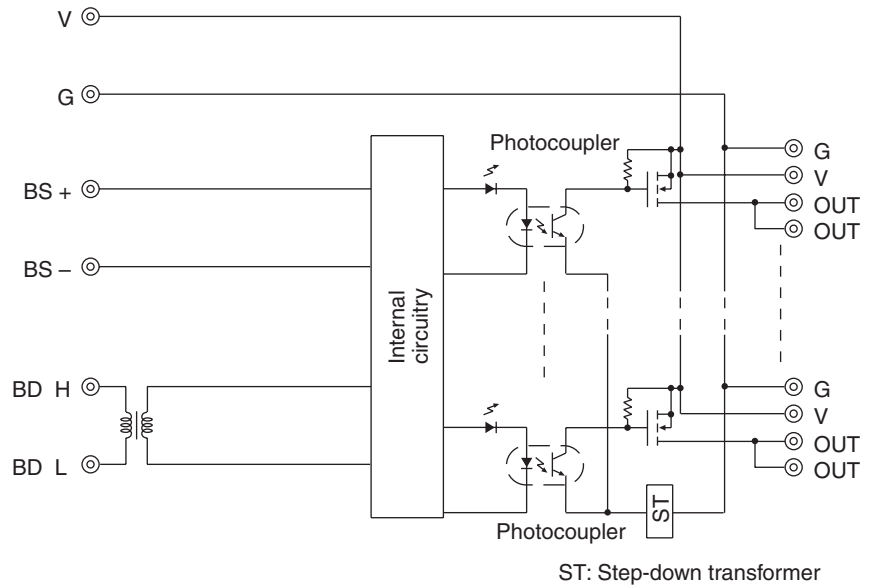 V
G
Photocoupler
G
V
OUT
OUT
BS +
BS –
Internal
circuitry
BD H
BD L
G
V
OUT
OUT
ST
Photocoupler
ST: Step-down transformer